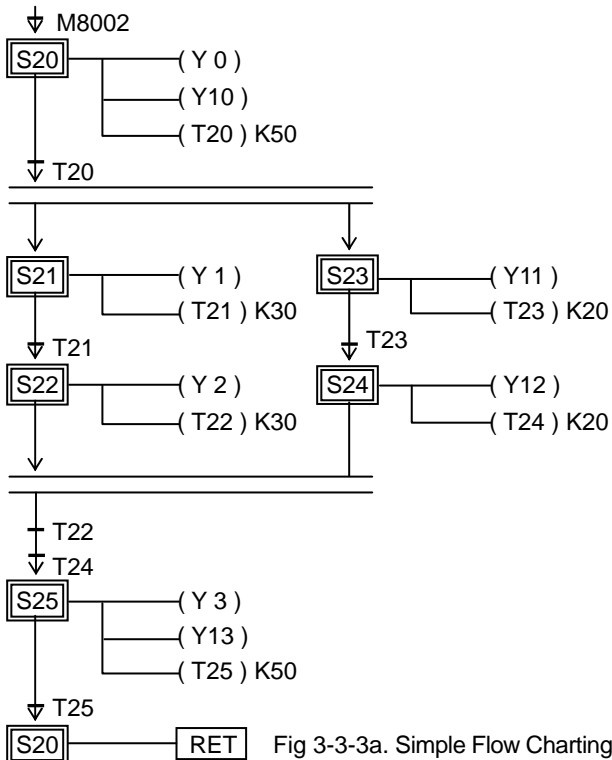 M8002
S20 ( Y 0 )
( Y10 )
( T20 ) K50
T20
S21 ( Y 1 ) S23 ( Y11 )
( T21 ) K30 ( T23 ) K20
T21 T23
S22 ( Y 2 ) S24 ( Y12 )
( T22 ) K30 ( T24 ) K20
T22
T24
S25 ( Y 3 )
( Y13 )
( T25 ) K50
T25
S20 RET Fig 3-3-3a. Simple Flow Charting